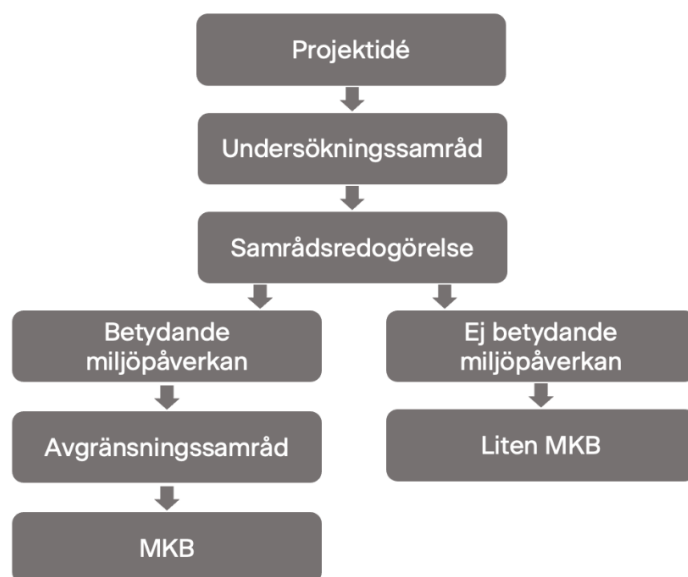 Projektidé
Undersökningssamråd
Samrådsredogörelse
Betydande
miljöpåverkan
Ej betydande
miljöpåverkan
Avgränsningssamråd
Liten MKB
MKB